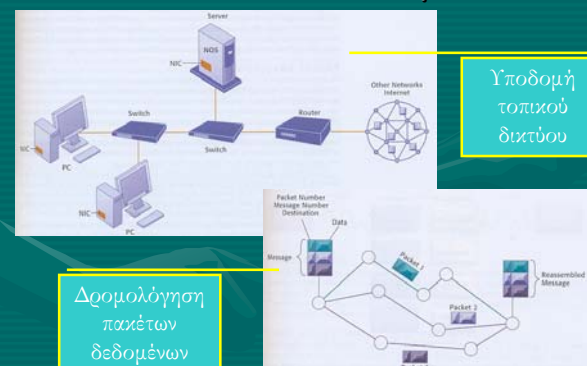 Server
NOS
NIC
Other Networks
Internet
Switch
Router
Switch
NIC
PC
NIC
PC
Υποδομή
τοπικού
δικτύου
Packet Number
Message Number
Destination
Data
Message
Packet 1
Reassembled
Message
Packet 2
Δρομολόγηση
πακέτων
δεδομένων